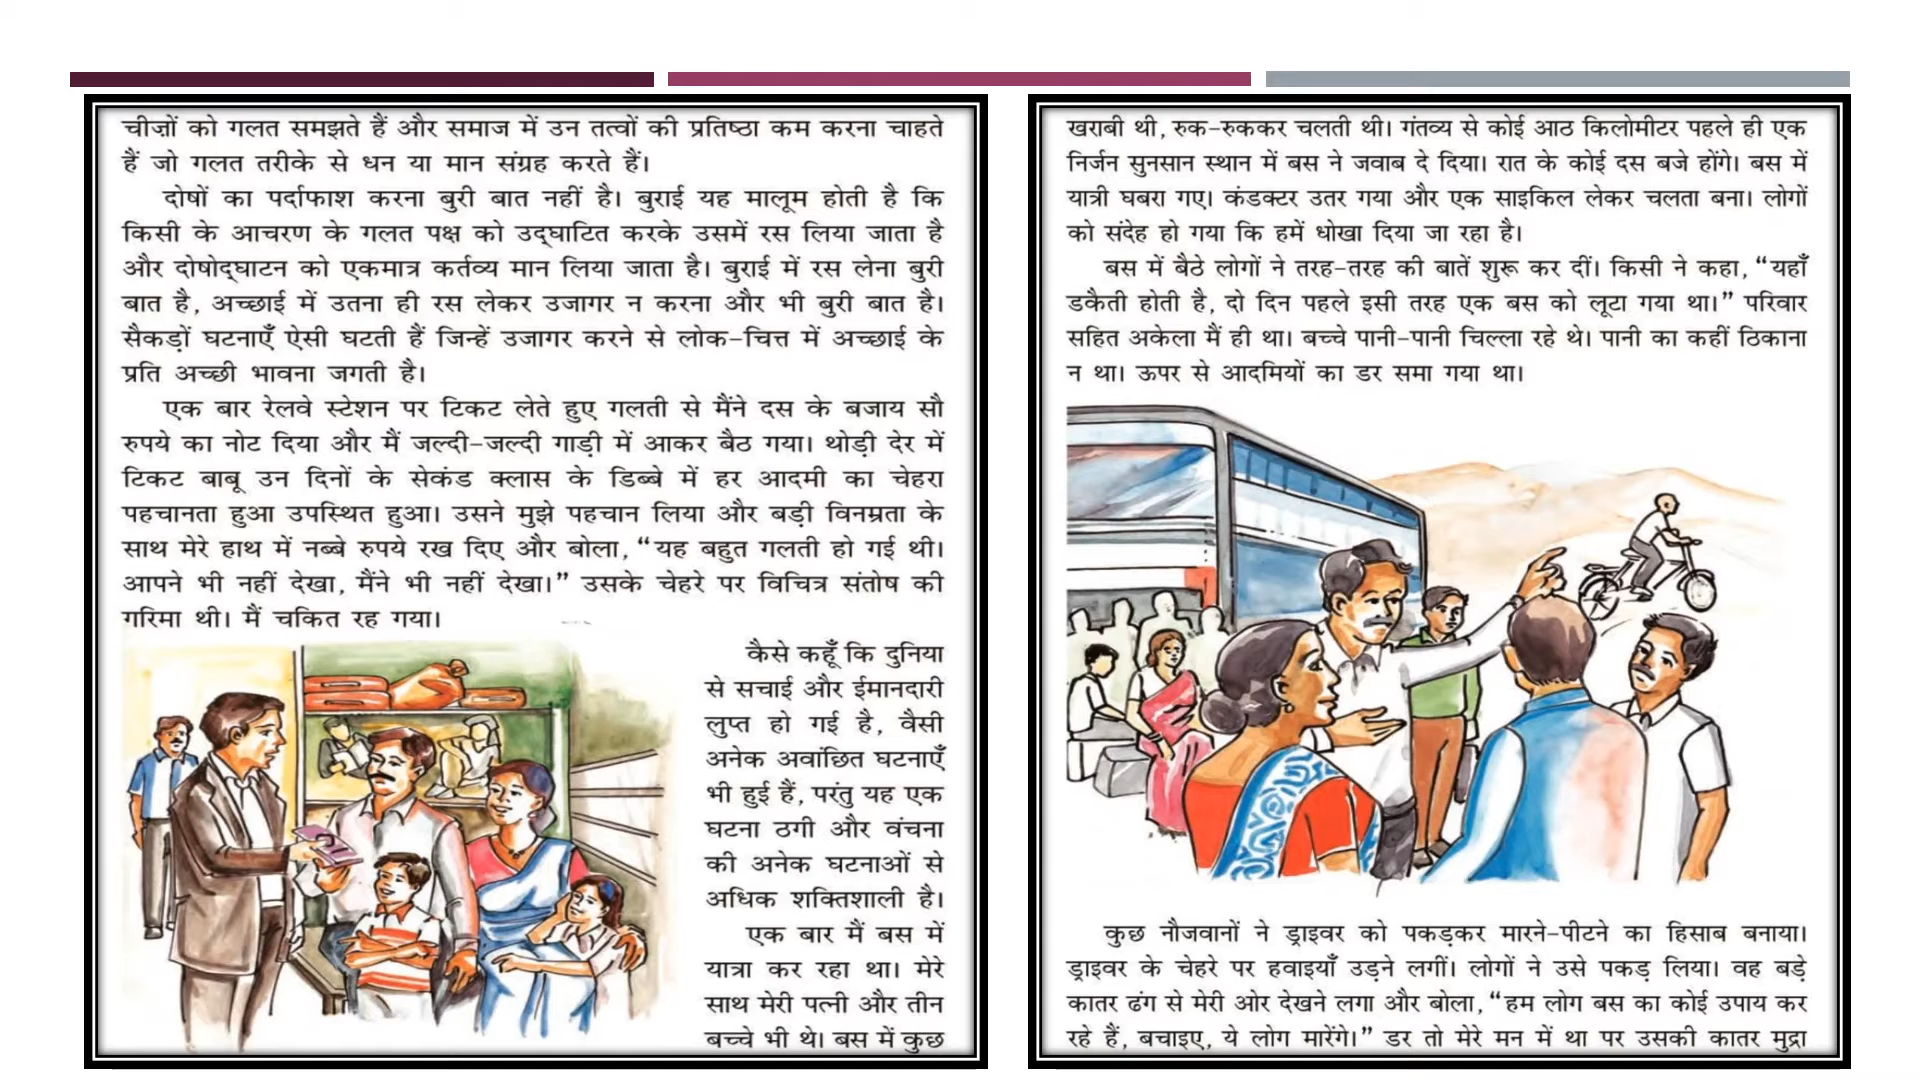 चीज़ों को गलत समझते हैं और समाज में उन तत्वों की प्रतिष्ठा कम करना चाहते
हैं जो गलत तरीके से धन या मान संग्रह करते हैं।
दोषों का पर्दाफाश करना बुरी बात नहीं है। बुराई यह मालूम होती है कि
किसी के आचरण के गलत पक्ष को उद्घाटित करके उसमें रस लिया जाता है
और दोषोद्घाटन को एकमात्र कर्तव्य मान लिया जाता है। बुराई में रस लेना बुरी
बात है, अच्छाई में उतना ही रस लेकर उजागर न करना और भी बुरी बात है।
सैकड़ों घटनाएँ ऐसी घटती हैं जिन्हें उजागर करने से लोक-चित्त में अच्छाई के
प्रति अच्छी भावना जगती है।
एक बार रेलवे स्टेशन पर टिकट लेते हुए गलती से मैंने दस के बजाय सौ
रुपये का नोट दिया और मैं जल्दी-जल्दी गाड़ी में आकर बैठ गया। थोड़ी देर में
टिकट बाबू उन दिनों के सेकंड क्लास के डिब्बे में हर आदमी का चेहरा
पहचानता हुआ उपस्थित हुआ। उसने मुझे पहचान लिया और बड़ी विनम्रता के
साथ मेरे हाथ में नब्बे रुपये रख दिए और बोला, “यह बहुत गलती हो गई थी।
आपने भी नहीं देखा, मैंने भी नहीं देखा।” उसके चेहरे पर विचित्र संतोष की
गरिमा थी। मैं चकित रह गया।
कैसे कहूँ कि दुनिया
से सचाई और ईमानदारी
लुप्त हो गई है, वैसी
अनेक अवांछित घटनाएँ
भी हुई हैं, परंतु यह एक
घटना ठगी और वंचना
की अनेक घटनाओं से
अधिक शक्तिशाली है।
एक बार मैं बस में
यात्रा कर रहा था। मेरे
साथ मेरी पत्नी और तीन
बच्चे भी थे। बस में कुछ
खराबी थी, रुक-रुककर चलती थी। गंतव्य से कोई आठ किलोमीटर पहले ही एक
निर्जन सुनसान स्थान में बस ने जवाब दे दिया। रात के कोई दस बजे होंगे। बस में
यात्री घबरा गए। कंडक्टर उतर गया और एक साइकिल लेकर चलता बना। लोगों
को संदेह हो गया कि हमें धोखा दिया जा रहा है।
बस में बैठे लोगों ने तरह-तरह की बातें शुरू कर दीं। किसी ने कहा, “यहाँ
डकैती होती है, दो दिन पहले इसी तरह एक बस को लूटा गया था।” परिवार
सहित अकेला मैं ही था। बच्चे पानी-पानी चिल्ला रहे थे। पानी का कहीं ठिकाना
न था। ऊपर से आदमियों का डर समा गया था।
कुछ नौजवानों ने ड्राइवर को पकड़कर मारने-पीटने का हिसाब बनाया।
ड्राइवर के चेहरे पर हवाइयाँ उड़ने लगीं। लोगों ने उसे पकड़ लिया। वह बड़े
कातर ढंग से मेरी ओर देखने लगा और बोला, “हम लोग बस का कोई उपाय कर
रहे हैं, बचाइए, ये लोग मारेंगे।” डर तो मेरे मन में था पर उसकी कातर मुद्रा